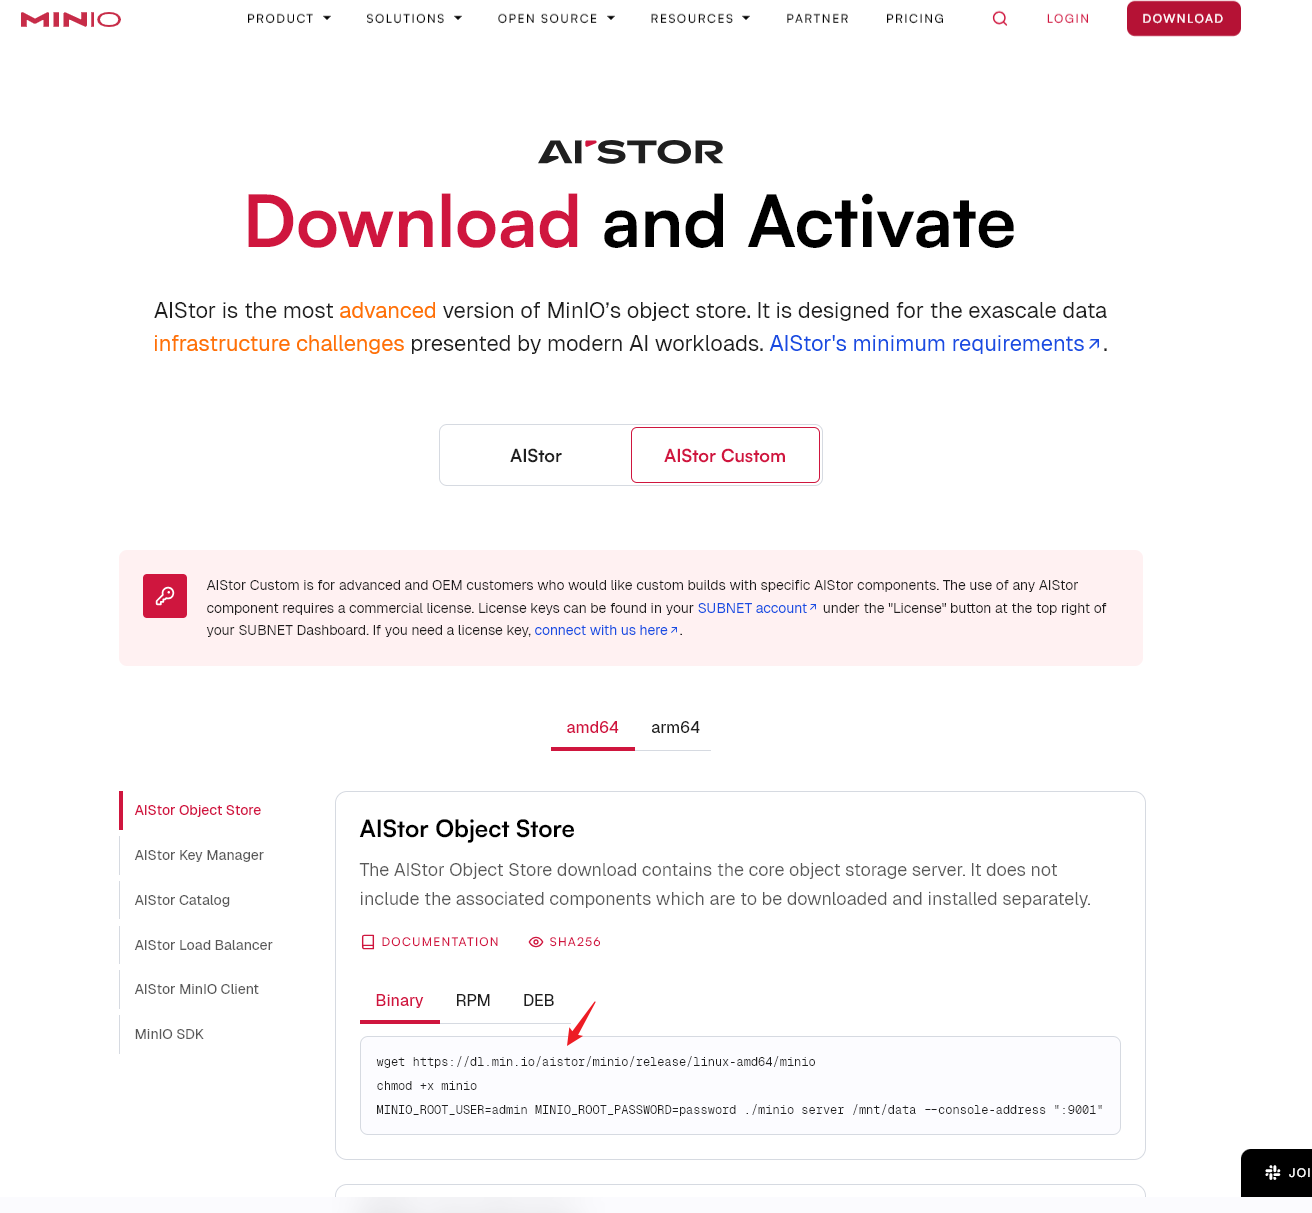 MINIO
PRODUCT SOLUTIONS OPEN SOURCE RESOURCES PARTNER PRICING LOGIN DOWNLOAD
AISTOR
Download and Activate
AIStor is the most advanced version of MinIO’s object store. It is designed for the exascale data
infrastructure challenges presented by modern AI workloads. AIStor's minimum requirements↗.
AIStor AIStor Custom
AIStor Custom is for advanced and OEM customers who would like custom builds with specific AIStor components. The use of any AIStor
component requires a commercial license. License keys can be found in your SUBNET account↗ under the "License" button at the top right of
your SUBNET Dashboard. If you need a license key, connect with us here↗.
amd64 arm64
AIStor Object Store
AIStor Key Manager
AIStor Catalog
AIStor Load Balancer
AIStor MinIO Client
MinIO SDK
AIStor Object Store
The AIStor Object Store download contains the core object storage server. It does not
include the associated components which are to be downloaded and installed separately.
DOCUMENTATION SHA256
Binary RPM DEB
wget https://dl.min.io/aistor/minio/release/linux-amd64/minio
chmod +x minio
MINIO_ROOT_USER=admin MINIO_ROOT_PASSWORD=password ./minio server /mnt/data --console-address ":9001"
JOI